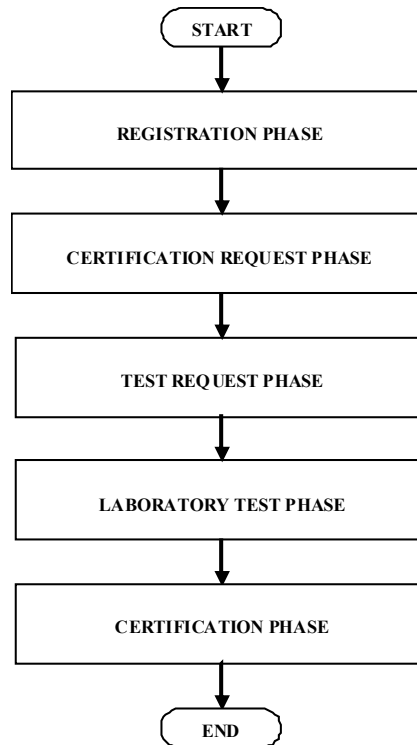 START
REGISTRATION PHASE
CERTIFICATION REQUEST PHASE
TEST REQUEST PHASE
LABORATORY TEST PHASE
CERTIFICATION PHASE
END